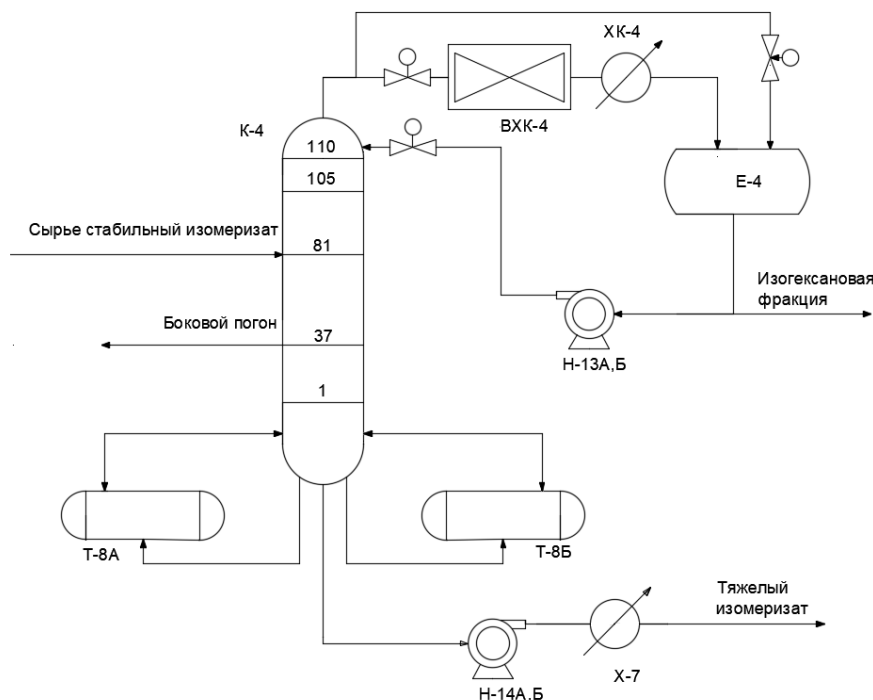 ХК-4
ВХК-4
К-4
110
105
Е-4
Сырье стабильный изомеризат
81
Изогексановая
фракция
Боковой погон
37
Н-13А,Б
1
Т-8А
Т-8Б
Тяжелый
изомеризат
Х-7
Н-14А,Б